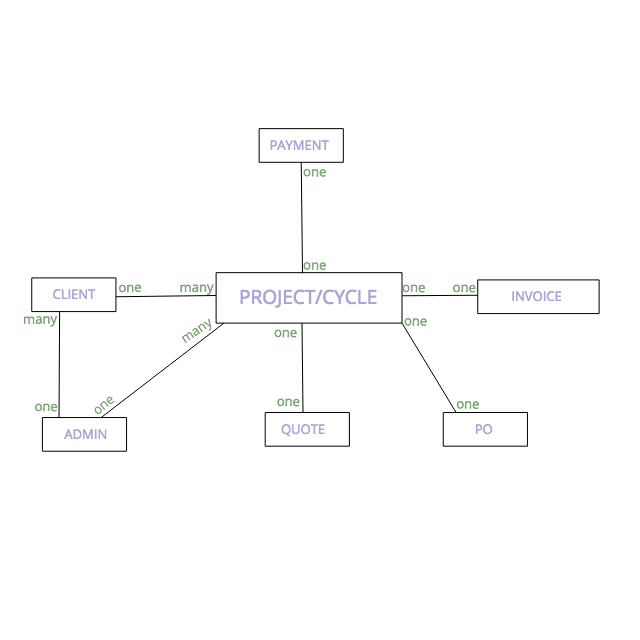 PAYMENT
one
one
CLIENT
one
many
PROJECT/CYCLE
one
one
INVOICE
many
many
one
one
one
one
one
one
ADMIN
QUOTE
PO